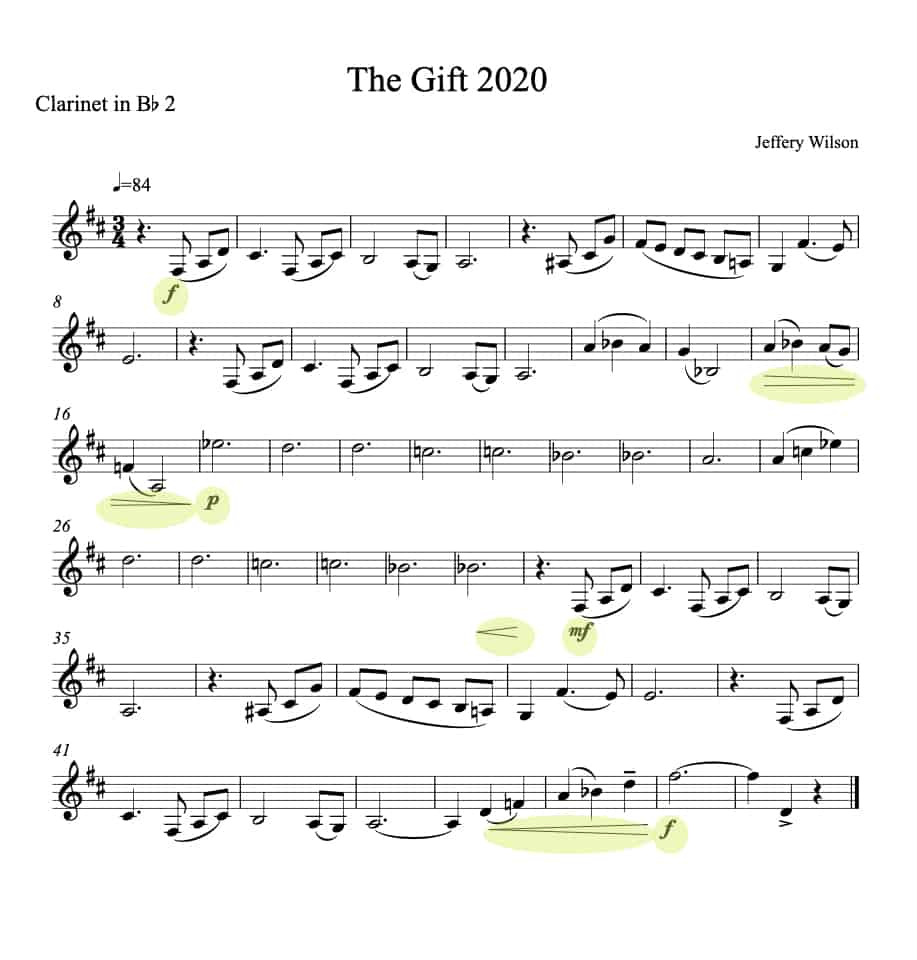 The Gift 2020
Clarinet in B♭ 2
Jeffery Wilson
♩=84
3
4
f
8
16
p
26
mf
35
41
f